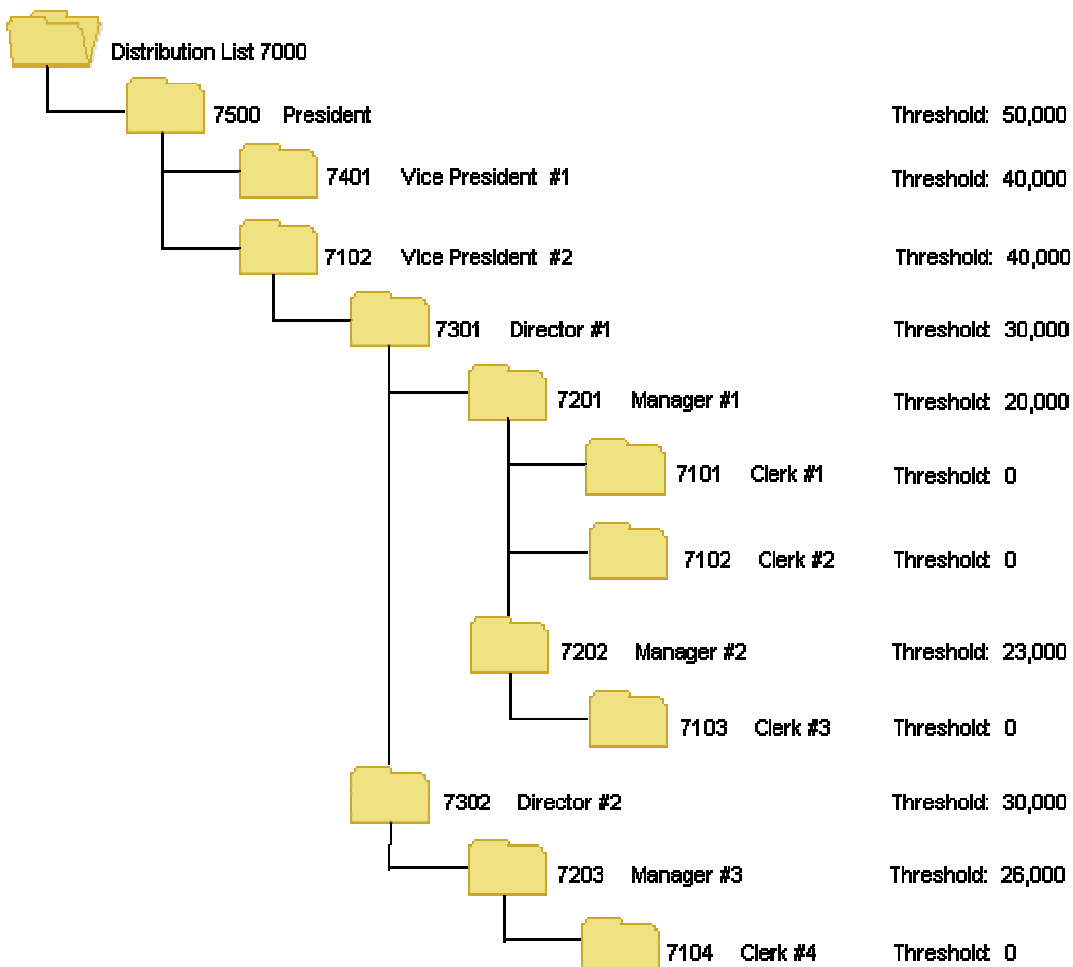 Distribution List 7000
7500 President Threshold: 50,000
7401 Vice President #1 Threshold: 40,000
7102 Vice President #2 Threshold: 40,000
7301 Director #1 Threshold: 30,000
7201 Manager #1 Threshold: 20,000
7101 Clerk #1 Threshold: 0
7102 Clerk #2 Threshold: 0
7202 Manager #2 Threshold: 23,000
7103 Clerk #3 Threshold: 0
7302 Director #2 Threshold: 30,000
7203 Manager #3 Threshold: 26,000
7104 Clerk #4 Threshold: 0